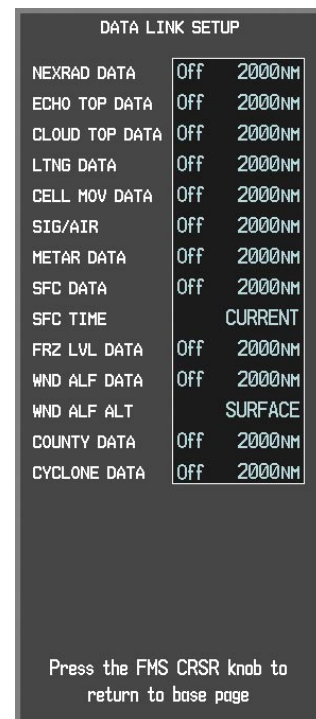 DATA LINK SETUP
NEXRAD DATA Off 2000NM
ECHO TOP DATA Off 2000NM
CLOUD TOP DATA Off 2000NM
LTNG DATA Off 2000NM
CELL MOV DATA Off 2000NM
SIG/AIR Off 2000NM
METAR DATA Off 2000NM
SFC DATA Off 2000NM
SFC TIME CURRENT
FRZ LVL DATA Off 2000NM
WND ALF DATA Off 2000NM
WND ALF ALT SURFACE
COUNTY DATA Off 2000NM
CYCLONE DATA Off 2000NM
Press the FMS CRSR knob to
return to base page